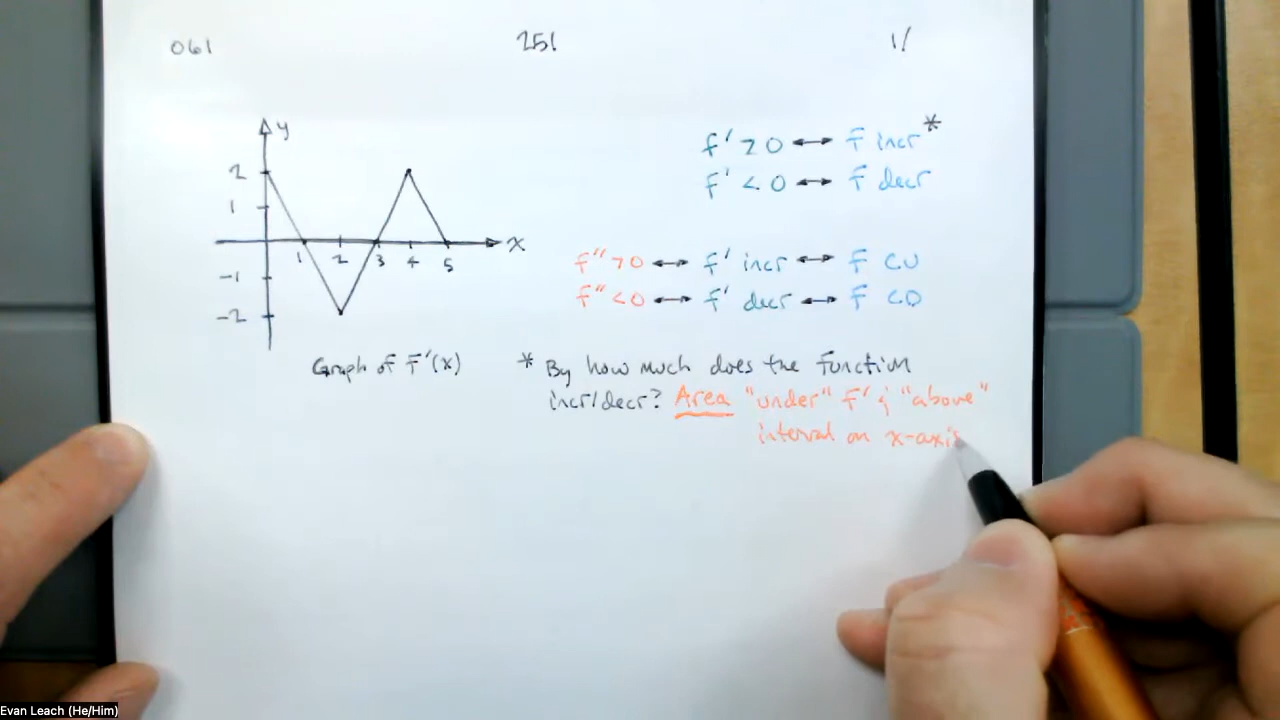 061 251 1/
y
2
1
-1
-2
1 2 3 4 5 x
Graph of f'(x)
f' > 0 ↔ f incr*
f' < 0 ↔ f decr
f'' > 0 ↔ f' incr ↔ f CU
f'' < 0 ↔ f' decr ↔ f CD
* By how much does the function
incr/decr? Area "under" f' & "above"
interval on x-axis
Evan Leach (He/Him)